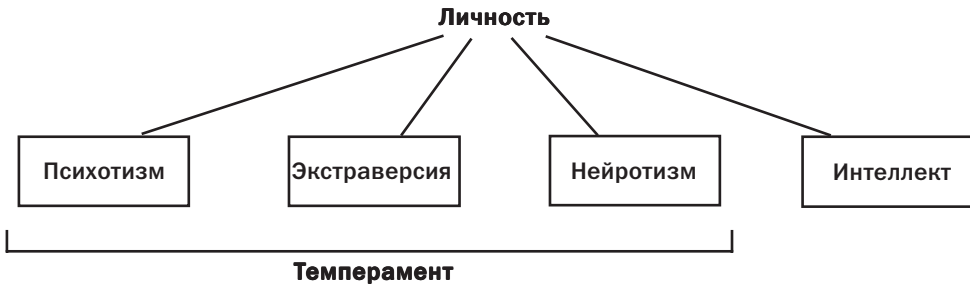 Личность
Психотизм
Экстраверсия
Нейротизм
Интеллект
Темперамент